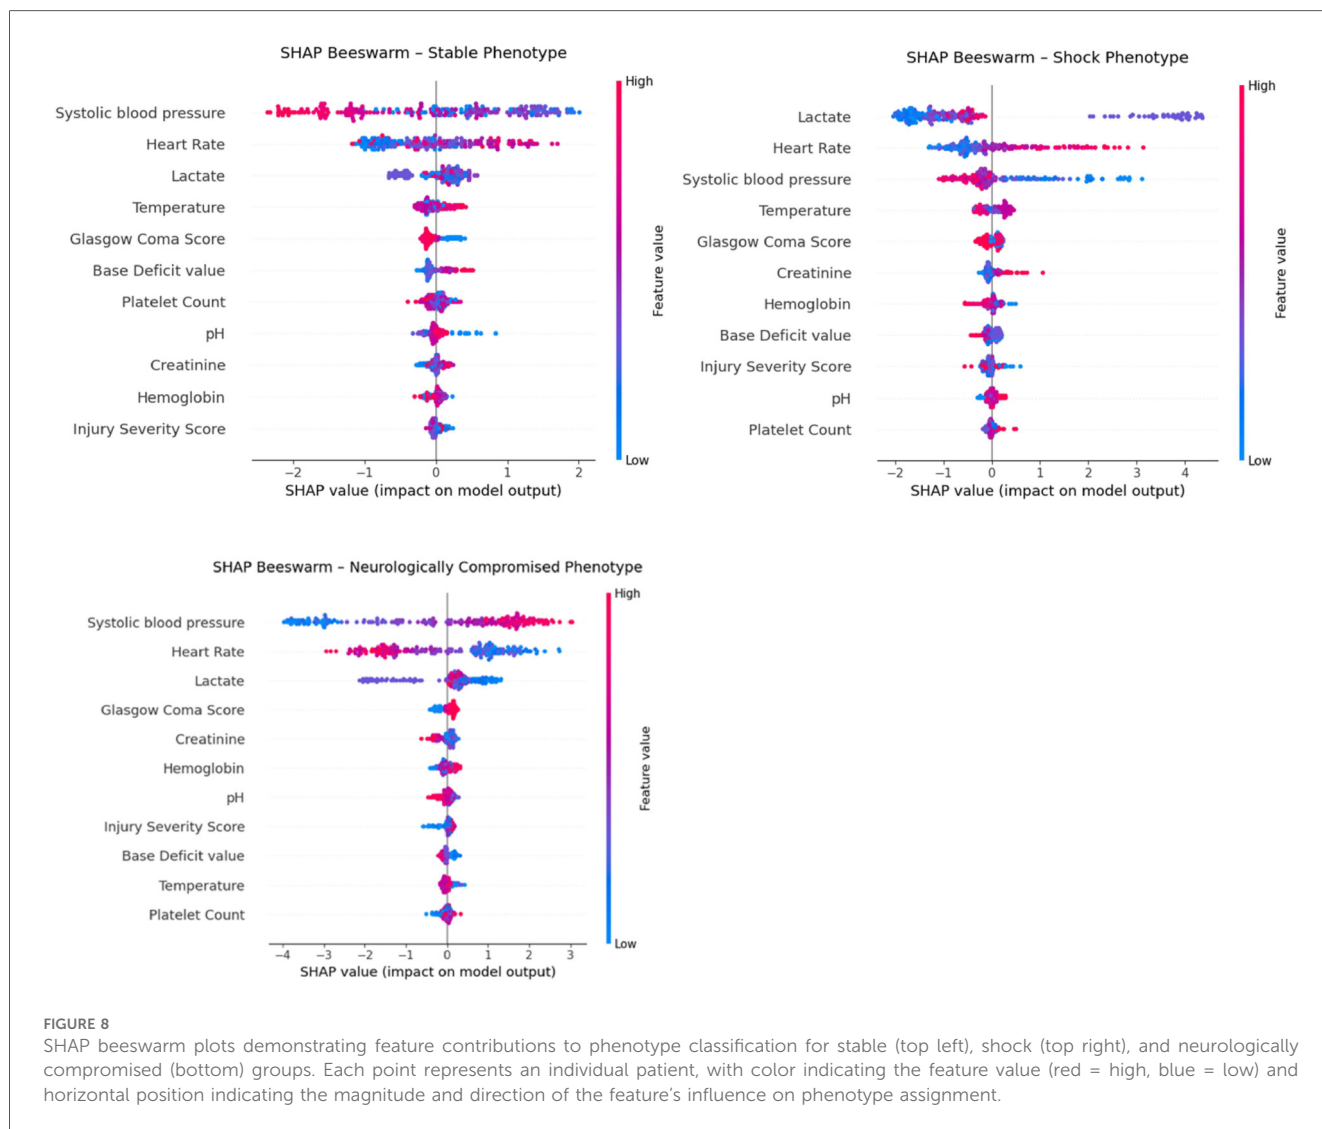 SHAP Beeswarm – Stable Phenotype
High
Systolic blood pressure
Heart Rate
Lactate
Temperature
Glasgow Coma Score
Base Deficit value
Platelet Count
pH
Creatinine
Hemoglobin
Injury Severity Score
Feature value
Low
−2 −1 0 1 2
SHAP value (impact on model output)
SHAP Beeswarm – Shock Phenotype
High
Lactate
Heart Rate
Systolic blood pressure
Temperature
Glasgow Coma Score
Creatinine
Hemoglobin
Base Deficit value
Injury Severity Score
pH
Platelet Count
Feature value
Low
−2 −1 0 1 2 3 4
SHAP value (impact on model output)
SHAP Beeswarm – Neurologically Compromised Phenotype
High
Systolic blood pressure
Heart Rate
Lactate
Glasgow Coma Score
Creatinine
Hemoglobin
pH
Injury Severity Score
Base Deficit value
Temperature
Platelet Count
Feature value
Low
−4 −3 −2 −1 0 1 2 3
SHAP value (impact on model output)
FIGURE 8
SHAP beeswarm plots demonstrating feature contributions to phenotype classification for stable (top left), shock (top right), and neurologically
compromised (bottom) groups. Each point represents an individual patient, with color indicating the feature value (red = high, blue = low) and
horizontal position indicating the magnitude and direction of the feature's influence on phenotype assignment.